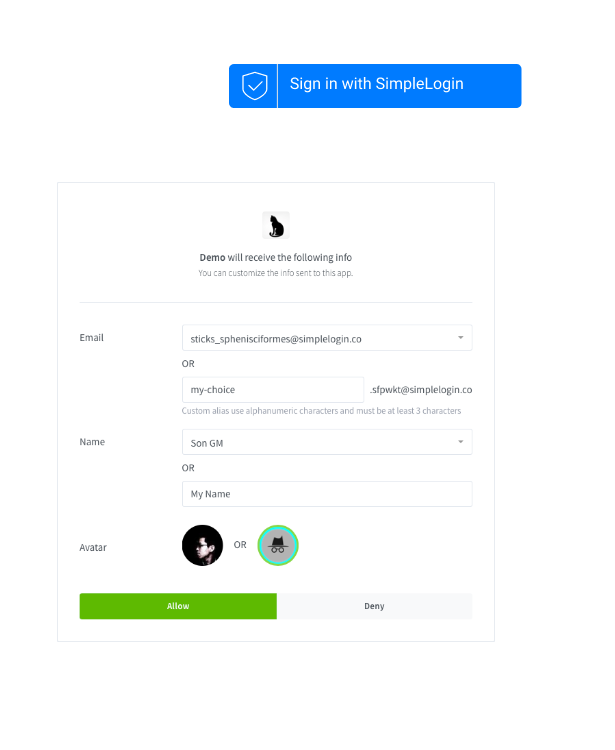 Sign in with SimpleLogin
Demo will receive the following info
You can customize the info sent to this app.
Email
sticks_sphenisciformes@simplelogin.co
OR
my-choice
.sfpwkt@simplelogin.co
Custom alias use alphanumeric characters and must be at least 3 characters
Name
Son GM
OR
My Name
Avatar
OR
Allow
Deny